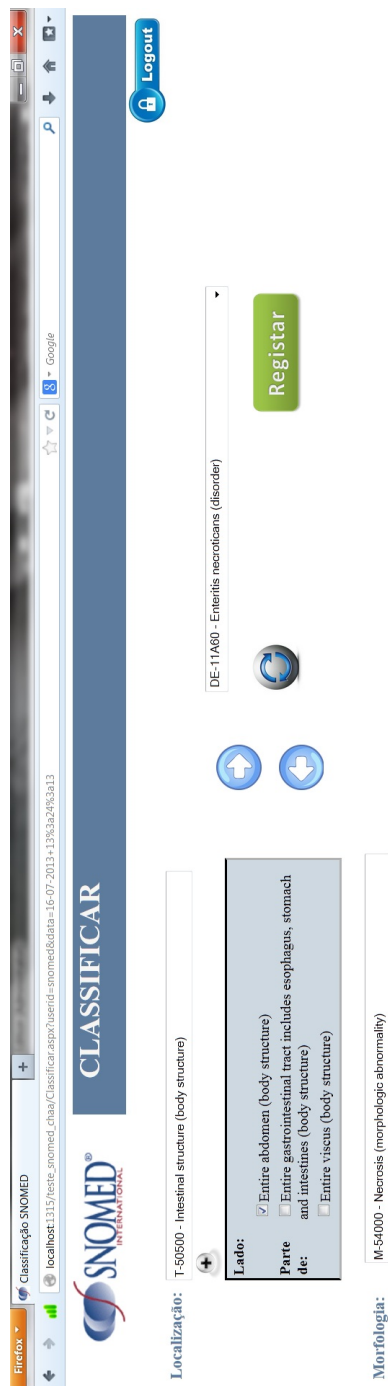 Firefox
Classificação SNOMED
localhost:1315/teste_snomed_chaa/Classificar.aspx?userid=snomed&data=16-07-2013+13%3a24%3a13
Google
SNOMED®
INTERNATIONAL
CLASSIFICAR
Logout
Localização:
T-50500 - Intestinal structure (body structure)
Lado:
Parte de:
Entire abdomen (body structure)
Entire gastrointestinal tract includes esophagus, stomach
and intestines (body structure)
Entire viscus (body structure)
DE-11A60 - Enteritis necroticans (disorder)
Registar
Morfologia:
M-54000 - Necrosis (morphologic abnormality)